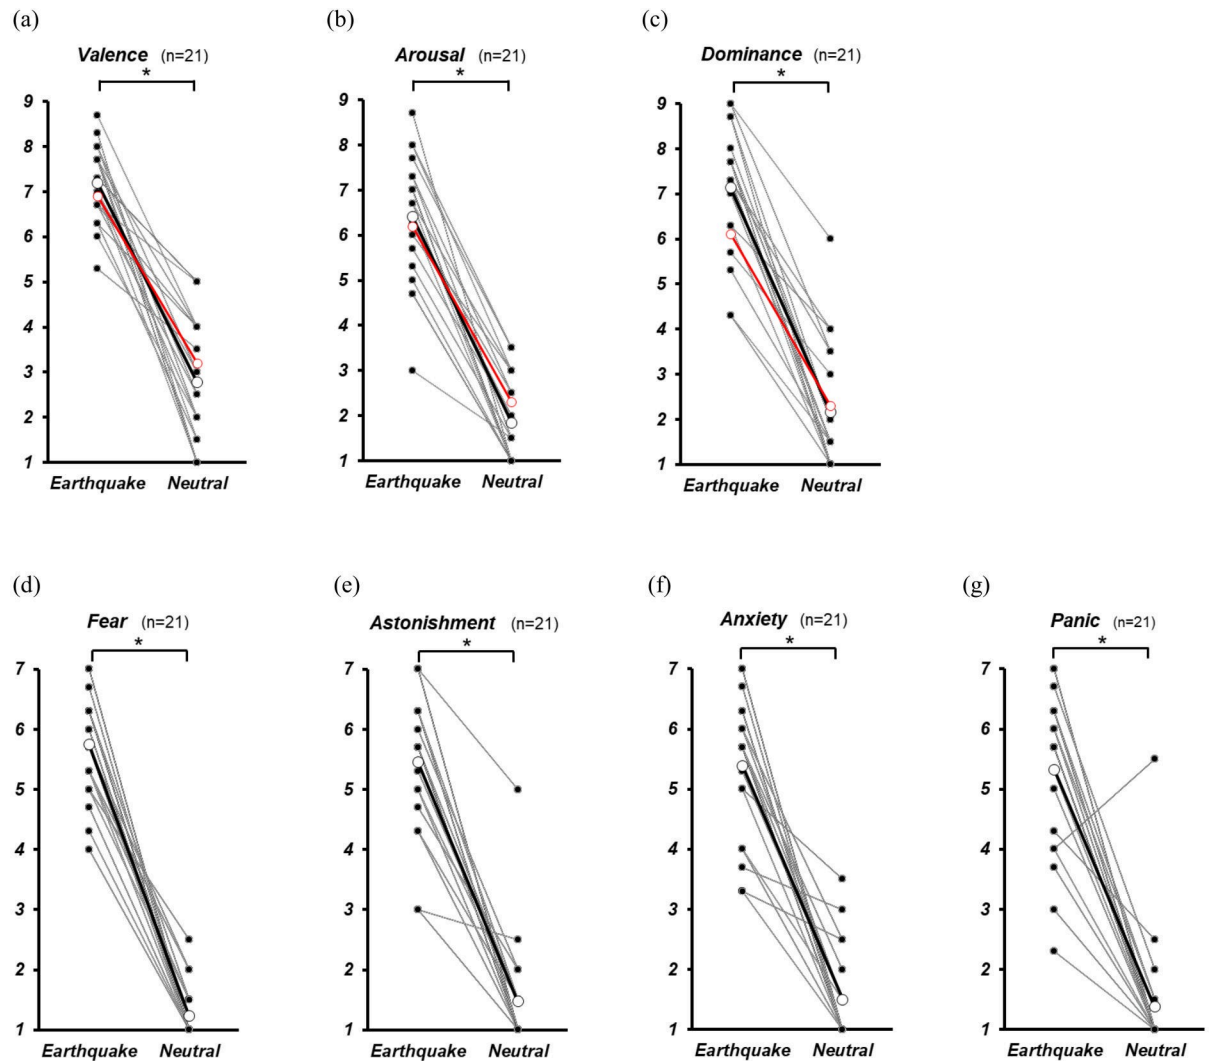 (a)
Valence (n=21)
*
9
8
7
6
5
4
3
2
1
Earthquake Neutral
(b)
Arousal (n=21)
*
9
8
7
6
5
4
3
2
1
Earthquake Neutral
(c)
Dominance (n=21)
*
9
8
7
6
5
4
3
2
1
Earthquake Neutral
(d)
Fear (n=21)
*
7
6
5
4
3
2
1
Earthquake Neutral
(e)
Astonishment (n=21)
*
7
6
5
4
3
2
1
Earthquake Neutral
(f)
Anxiety (n=21)
*
7
6
5
4
3
2
1
Earthquake Neutral
(g)
Panic (n=21)
*
7
6
5
4
3
2
1
Earthquake Neutral